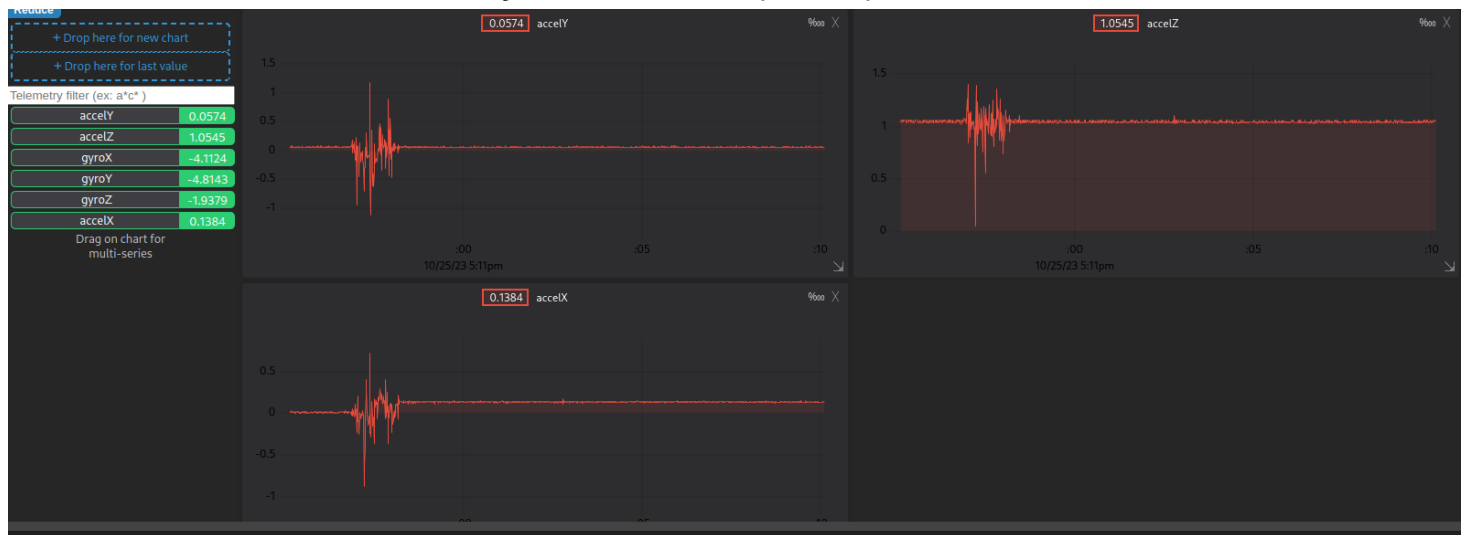 Reduce
+ Drop here for new chart
+ Drop here for last value
Telemetry filter (ex: a*c* )
accelY 0.0574
accelZ 1.0545
gyroX -4.1124
gyroY -4.8143
gyroZ -1.9379
accelX 0.1384
Drag on chart for
multi-series
0.0574 accelY ‱ X
1.5
1
0.5
0
-0.5
-1
:00 :05 :10
10/25/23 5:11pm
1.0545 accelZ ‱ X
1.5
1
0.5
0
:00 :05 :10
10/25/23 5:11pm
0.1384 accelX ‱ X
0.5
0
-0.5
-1